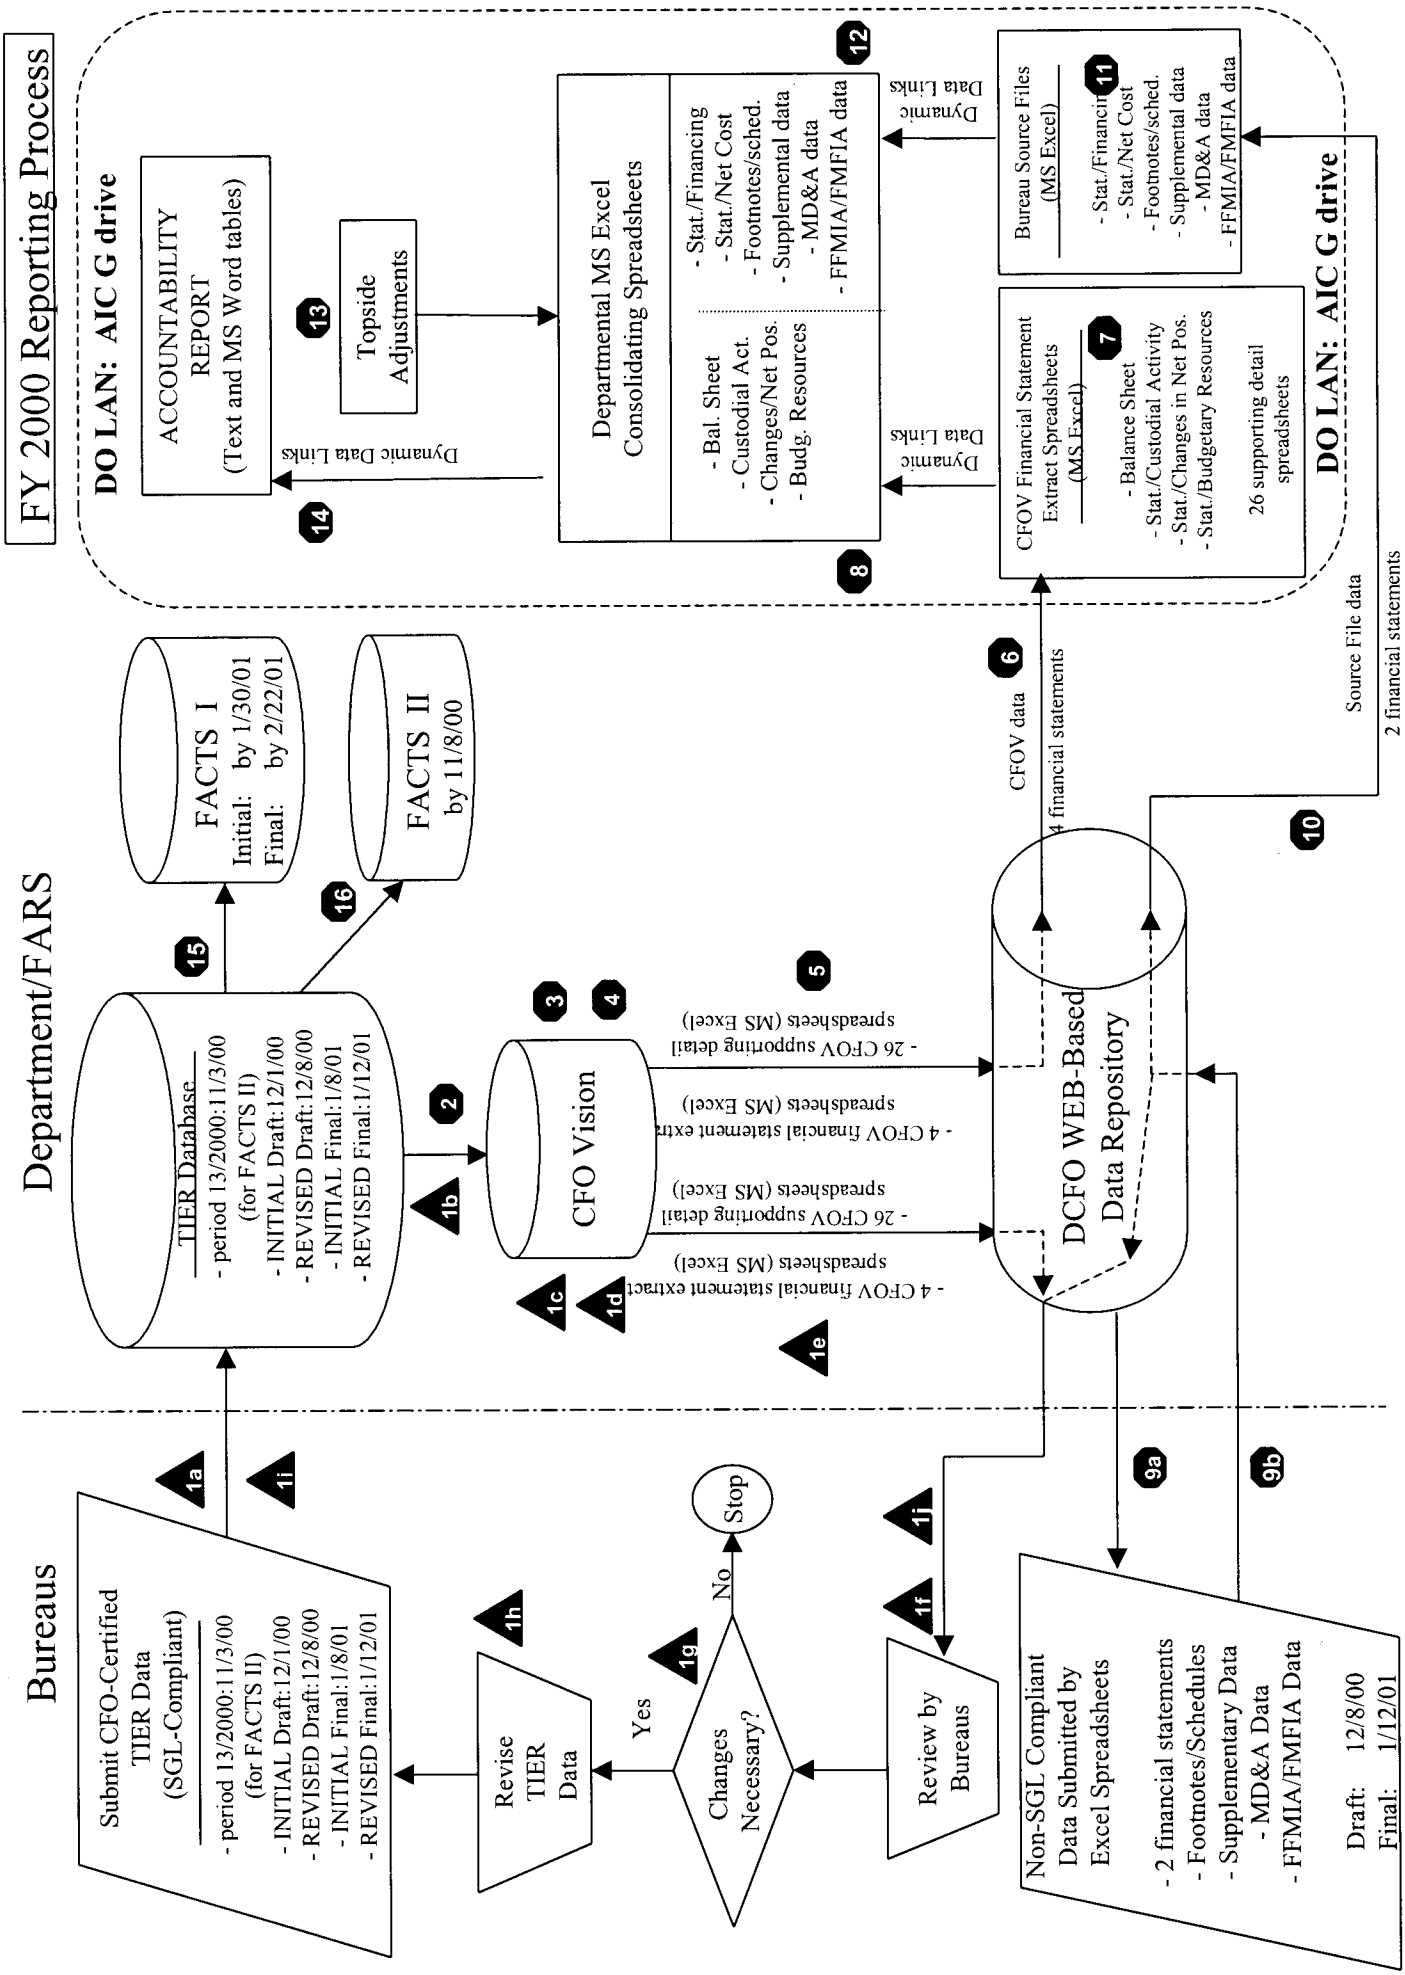 FY 2000 Reporting Process
Bureaus
Department/FARS
DO LAN: AIC G drive
Submit CFO-Certified
TIER Data
(SGL-Compliant)
- period 13/2000:11/3/00
(for FACTS II)
- INITIAL Draft:12/1/00
- REVISED Draft:12/8/00
- INITIAL Final:1/8/01
- REVISED Final:1/12/01
1a
1i
Revise
TIER
Data
1h
Yes
1g
Changes
Necessary?
No
Stop
Review by
Bureaus
1f
1j
Non-SGL Compliant
Data Submitted by
Excel Spreadsheets
- 2 financial statements
- Footnotes/Schedules
- Supplementary Data
- MD&A Data
- FFMIA/FMFIA Data
Draft: 12/8/00
Final: 1/12/01
9a
9b
TIER Database
- period 13/2000:11/3/00
(for FACTS II)
- INITIAL Draft:12/1/00
- REVISED Draft:12/8/00
- INITIAL Final:1/8/01
- REVISED Final:1/12/01
15
16
FACTS I
Initial: by 1/30/01
Final: by 2/22/01
FACTS II
by 11/8/00
1b
2
CFO Vision
1c
1d
3
4
- 4 CFOV financial statement extract
spreadsheets (MS Excel)
- 26 CFOV supporting detail
spreadsheets (MS Excel)
- 4 CFOV financial statement extract
spreadsheets (MS Excel)
- 26 CFOV supporting detail
spreadsheets (MS Excel)
1e
5
DCFO WEB-Based
Data Repository
6
CFOV data
4 financial statements
10
Source File data
2 financial statements
ACCOUNTABILITY
REPORT
(Text and MS Word tables)
14
Dynamic Data Links
13
Topside
Adjustments
Departmental MS Excel
Consolidating Spreadsheets
- Bal. Sheet
- Custodial Act.
- Changes/Net Pos.
- Budg. Resources
- Stat./Financing
- Stat./Net Cost
- Footnotes/sched.
- Supplemental data
- MD&A data
- FFMIA/FMFIA data
8
12
Dynamic
Data Links
Dynamic
Data Links
CFOV Financial Statement
Extract Spreadsheets
(MS Excel)
7
- Balance Sheet
- Stat./Custodial Activity
- Stat./Changes in Net Pos.
- Stat./Budgetary Resources
26 supporting detail
spreadsheets
Bureau Source Files
(MS Excel)
11
- Stat./Financin
- Stat./Net Cost
- Footnotes/sched.
- Supplemental data
- MD&A data
- FFMIA/FMFIA data
DO LAN: AIC G drive